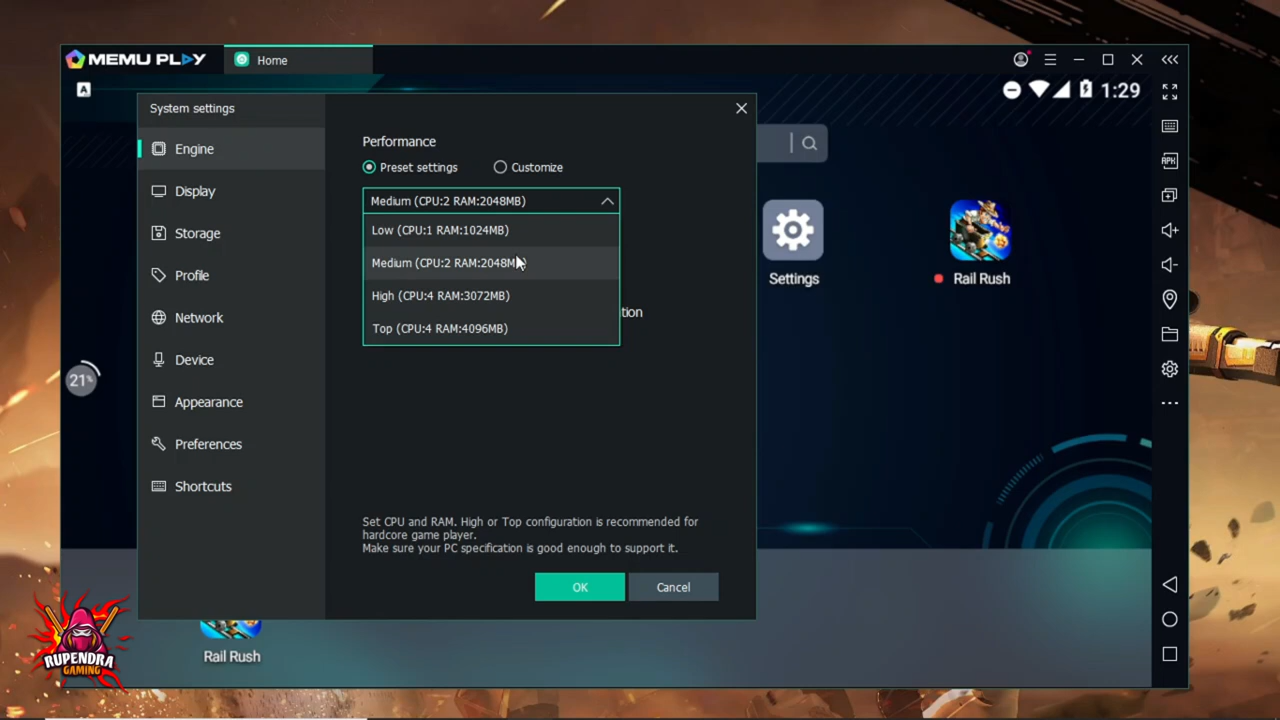 MEMU PLAY
Home
A
1:29
System settings
Engine
Display
Storage
Profile
Network
Device
Appearance
Preferences
Shortcuts
Performance
Preset settings
Customize
Medium (CPU:2 RAM:2048MB)
Low (CPU:1 RAM:1024MB)
Medium (CPU:2 RAM:2048M
High (CPU:4 RAM:3072MB)
Top (CPU:4 RAM:4096MB)
tion
Set CPU and RAM. High or Top configuration is recommended for
hardcore game player.
Make sure your PC specification is good enough to support it.
OK
Cancel
Settings
Rail Rush
APK
21%
Rail Rush
RUPENDRA
GAMING